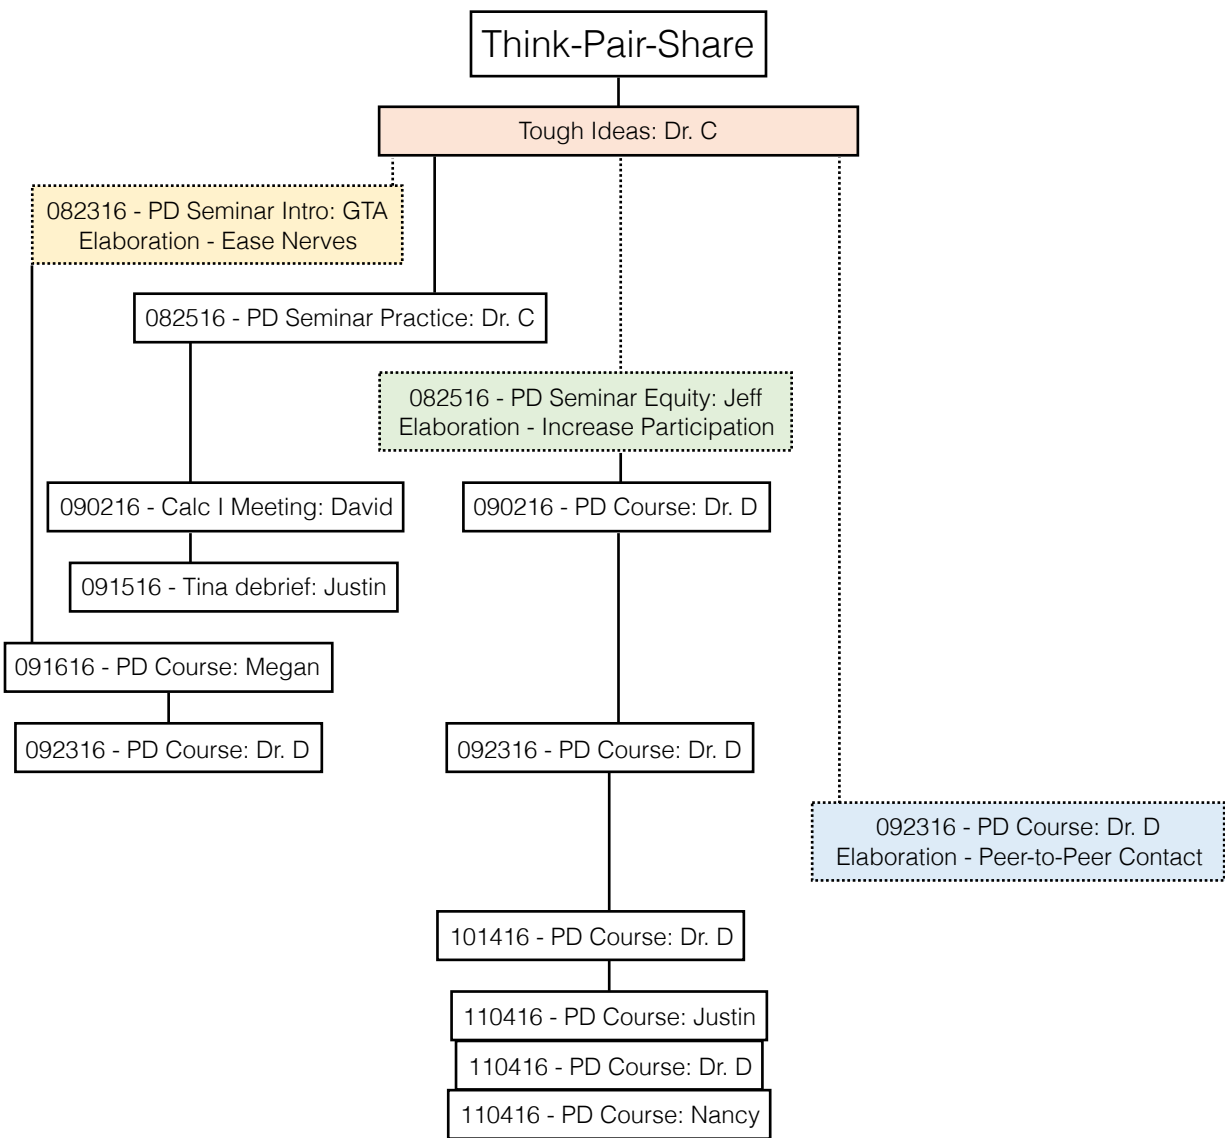 Think-Pair-Share
Tough Ideas: Dr. C
082316 - PD Seminar Intro: GTA
Elaboration - Ease Nerves
082516 - PD Seminar Practice: Dr. C
082516 - PD Seminar Equity: Jeff
Elaboration - Increase Participation
090216 - Calc I Meeting: David
090216 - PD Course: Dr. D
091516 - Tina debrief: Justin
091616 - PD Course: Megan
092316 - PD Course: Dr. D
092316 - PD Course: Dr. D
092316 - PD Course: Dr. D
Elaboration - Peer-to-Peer Contact
101416 - PD Course: Dr. D
110416 - PD Course: Justin
110416 - PD Course: Dr. D
110416 - PD Course: Nancy